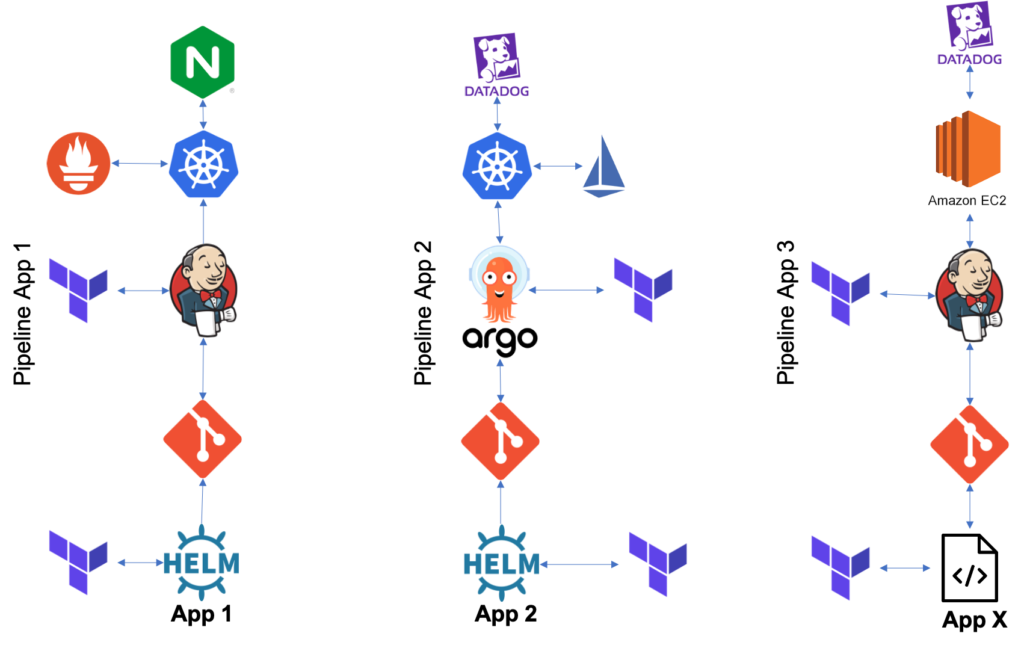 N
DATADOG
DATADOG
Amazon EC2
Pipeline App 1
Pipeline App 2
Pipeline App 3
argo
HELM
HELM
</>
App 1
App 2
App X